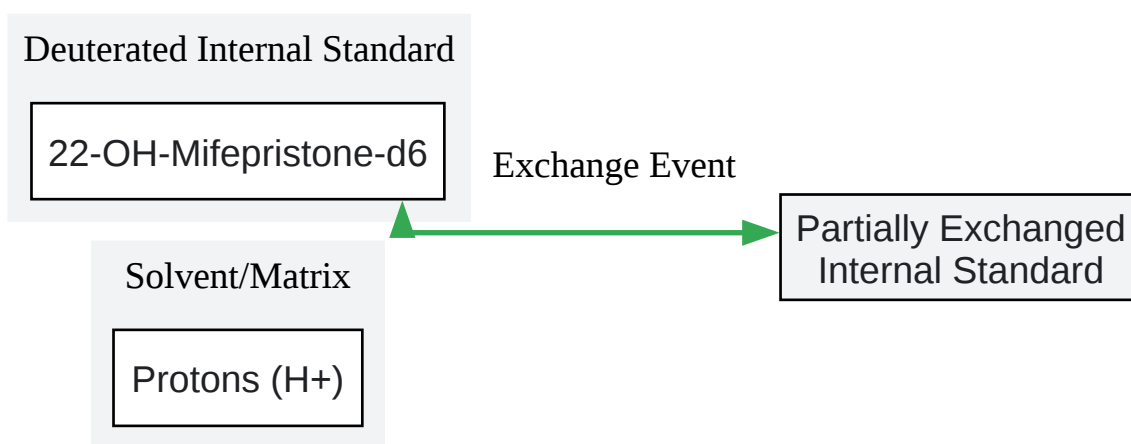 Deuterated Internal Standard
22-OH-Mifepristone-d6
Exchange Event
Partially Exchanged
Internal Standard
Solvent/Matrix
Protons (H+)